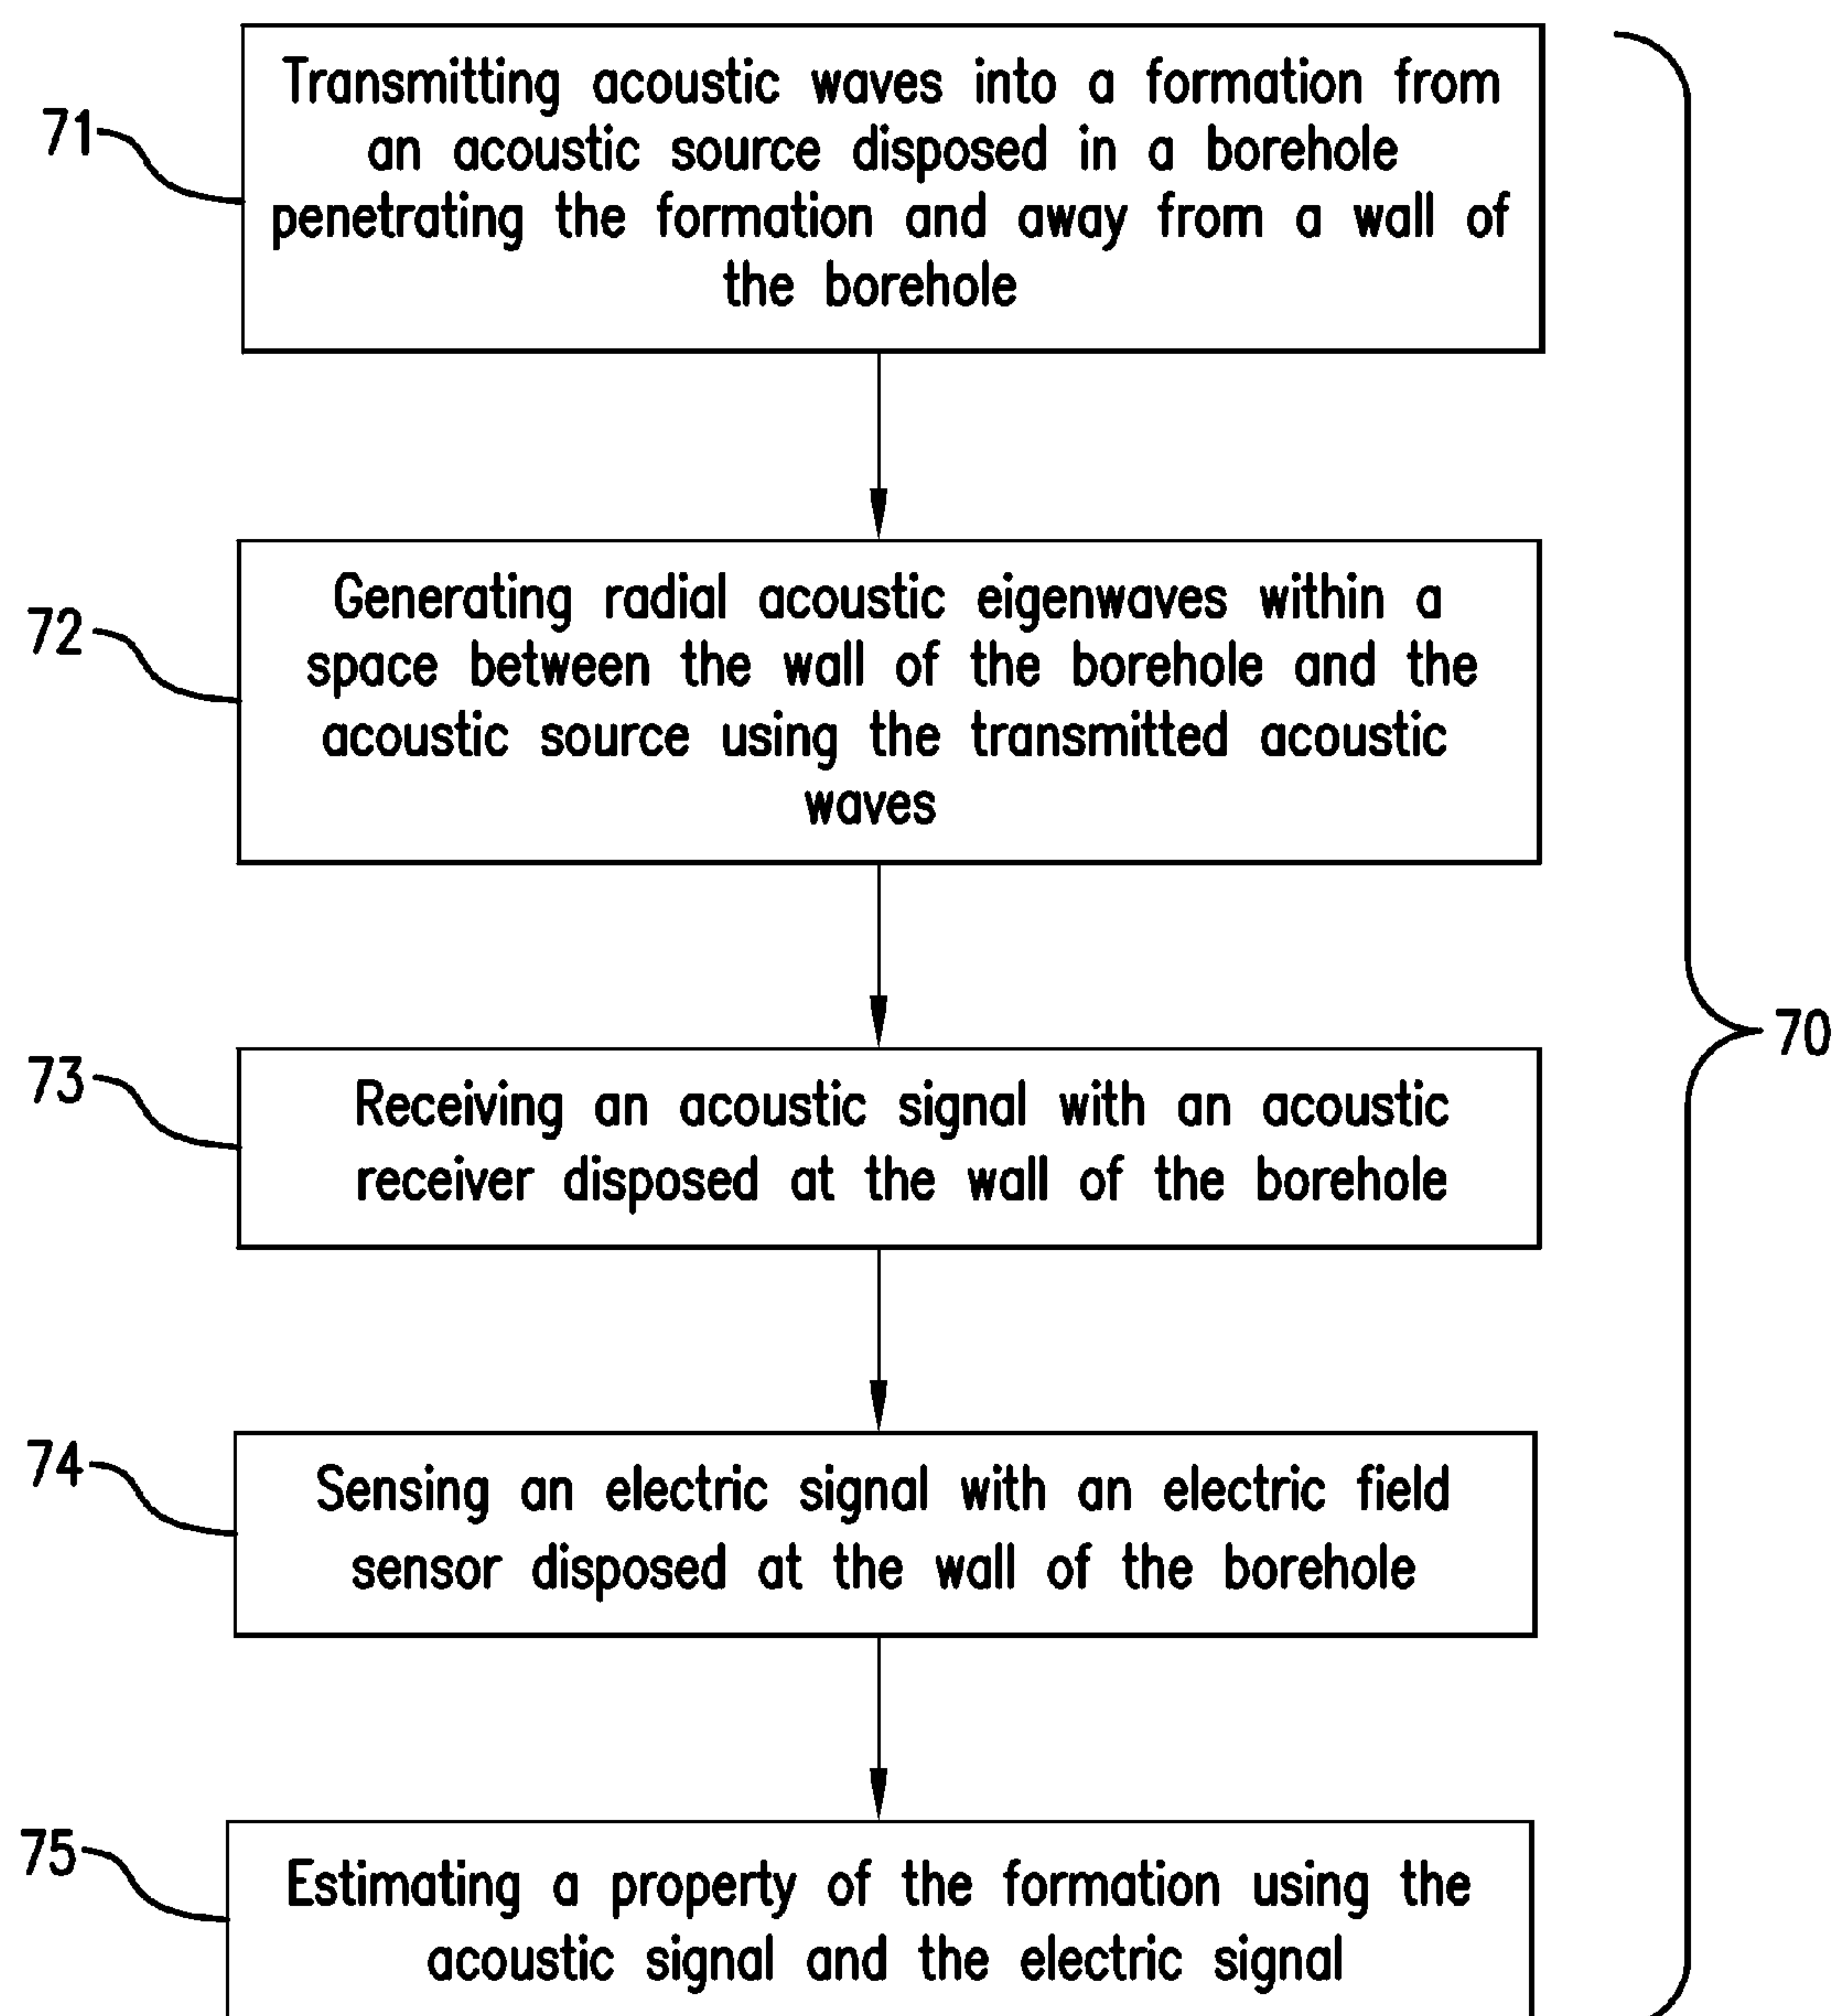 71
Transmitting acoustic waves into a formation from
an acoustic source disposed in a borehole
penetrating the formation and away from a wall of
the borehole
72
Generating radial acoustic eigenwaves within a
space between the wall of the borehole and the
acoustic source using the transmitted acoustic
waves
70
73
Receiving an acoustic signal with an acoustic
receiver disposed at the wall of the borehole
74
Sensing an electric signal with an electric field
sensor disposed at the wall of the borehole
75
Estimating a property of the formation using the
acoustic signal and the electric signal